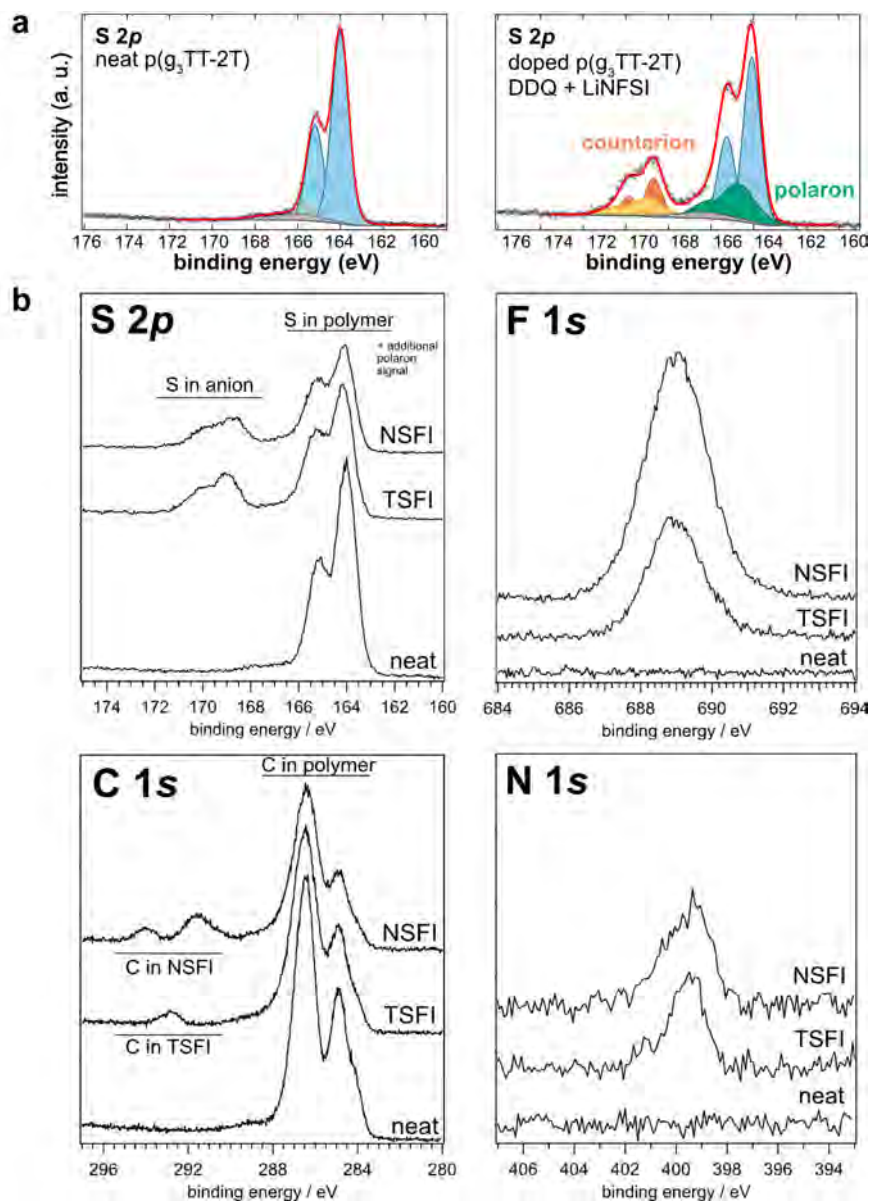 a
S 2p
neat p(g₃TT-2T)
intensity (a. u.)
176 174 172 170 168 166 164 162 160
binding energy (eV)
S 2p
doped p(g₃TT-2T)
DDQ + LiNFSI
counterion
polaron
176 174 172 170 168 166 164 162 160
binding energy (eV)
b
S 2p
S in polymer
+ additional
polaron
signal
S in anion
NSFI
TSFI
neat
174 172 170 168 166 164 162 160
binding energy / eV
F 1s
NSFI
TSFI
neat
684 686 688 690 692 694
binding energy / eV
C 1s
C in polymer
NSFI
C in NSFI
TSFI
C in TSFI
neat
296 292 288 284 280
binding energy / eV
N 1s
NSFI
TSFI
neat
406 404 402 400 398 396 394
binding energy / eV